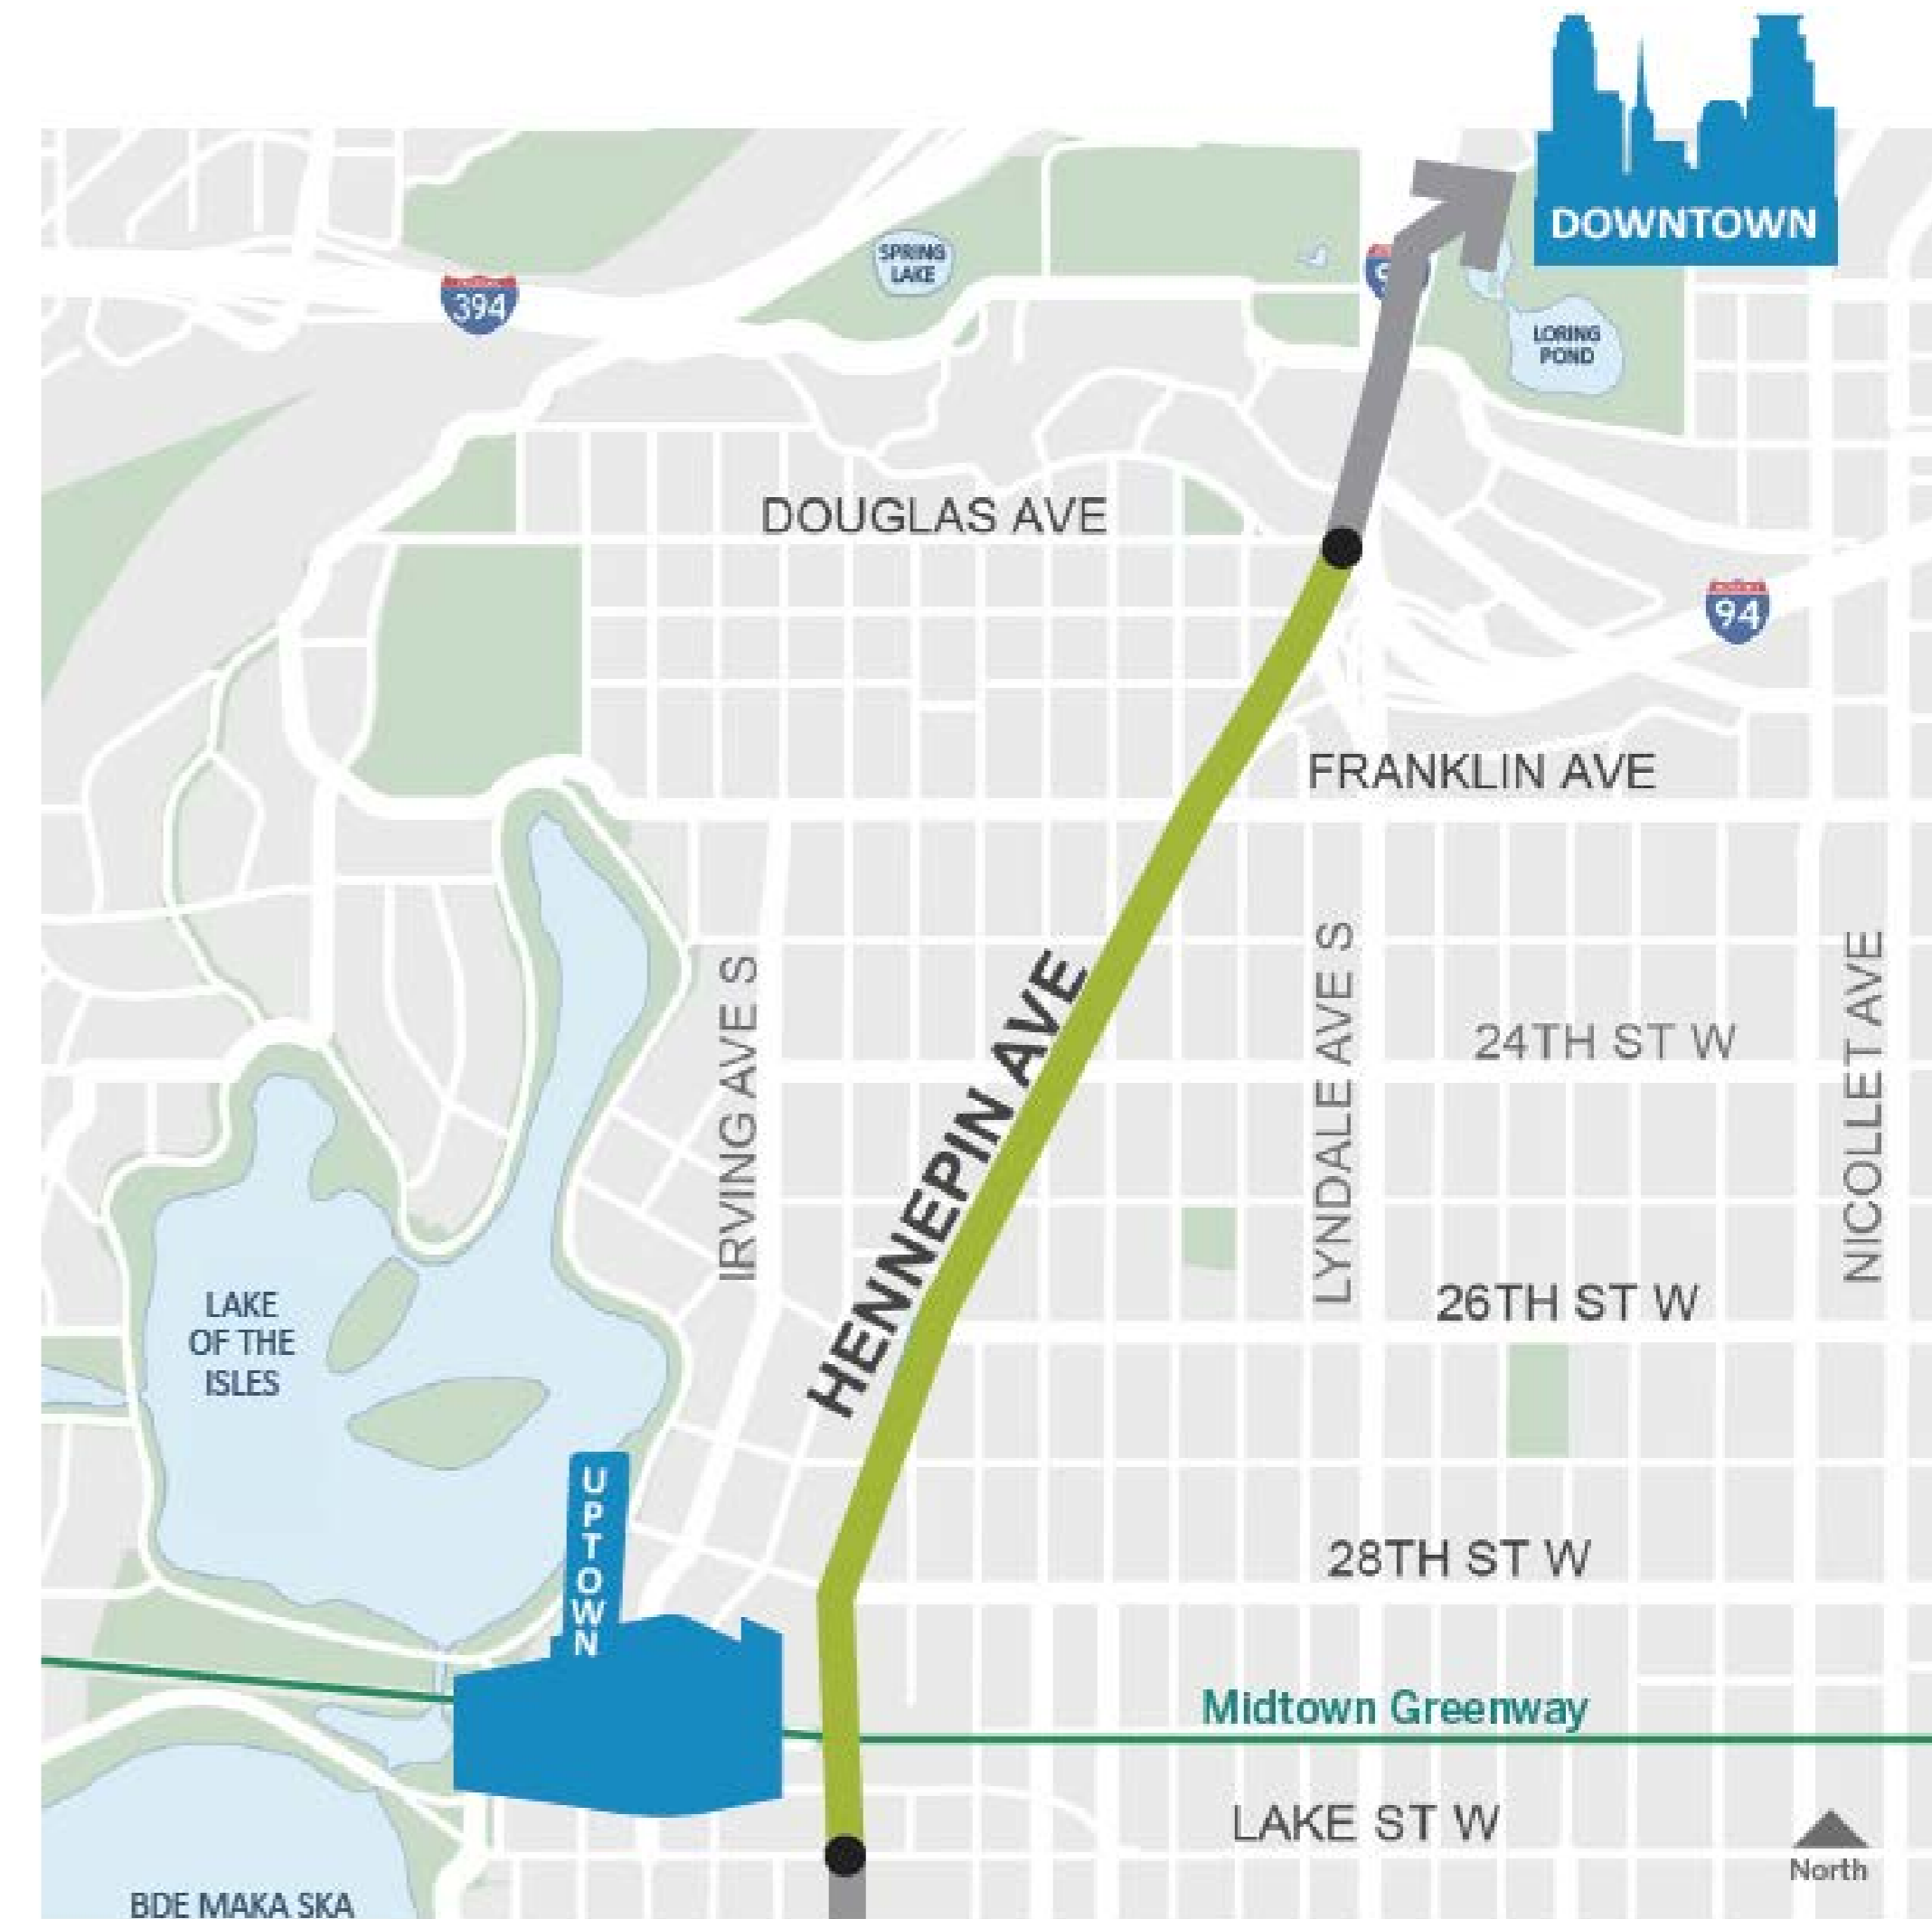 DOWNTOWN
SPRING
LAKE
394
LORING
POND
DOUGLAS AVE
94
FRANKLIN AVE
HENNEPIN AVE
IRVING AVE S
LYNDALE AVE S
NICOLLET AVE
24TH ST W
26TH ST W
LAKE
OF THE
ISLES
UPTOWN
28TH ST W
Midtown Greenway
LAKE ST W
North
BDE MAKA SKA